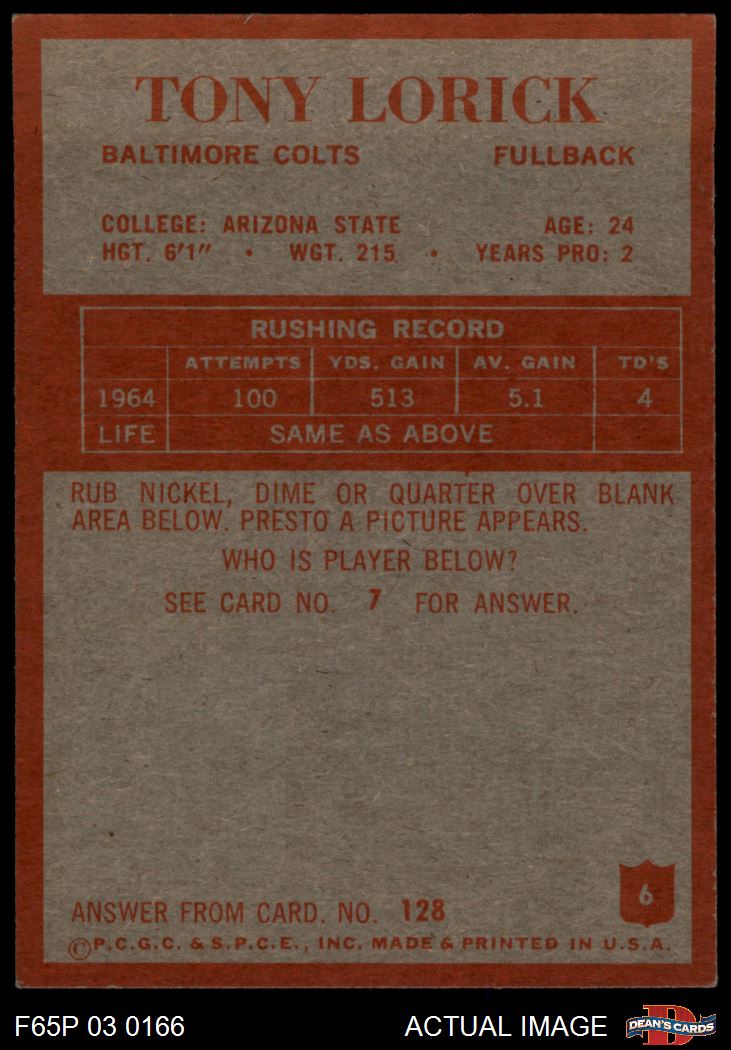 TONY LORICK
BALTIMORE COLTS FULLBACK
COLLEGE: ARIZONA STATE AGE: 24
HGT. 6'1" • WGT. 215 • YEARS PRO: 2
RUSHING RECORD
ATTEMPTS YDS. GAIN AV. GAIN TD'S
1964 100 513 5.1 4
LIFE SAME AS ABOVE
RUB NICKEL, DIME OR QUARTER OVER BLANK
AREA BELOW. PRESTO A PICTURE APPEARS.
WHO IS PLAYER BELOW?
SEE CARD NO. 7 FOR ANSWER.
6
ANSWER FROM CARD. NO. 128
©P.C.G.C. & S.P.C.E., INC. MADE & PRINTED IN U.S.A.
F65P 03 0166 ACTUAL IMAGE
D
DEAN'S CARDS